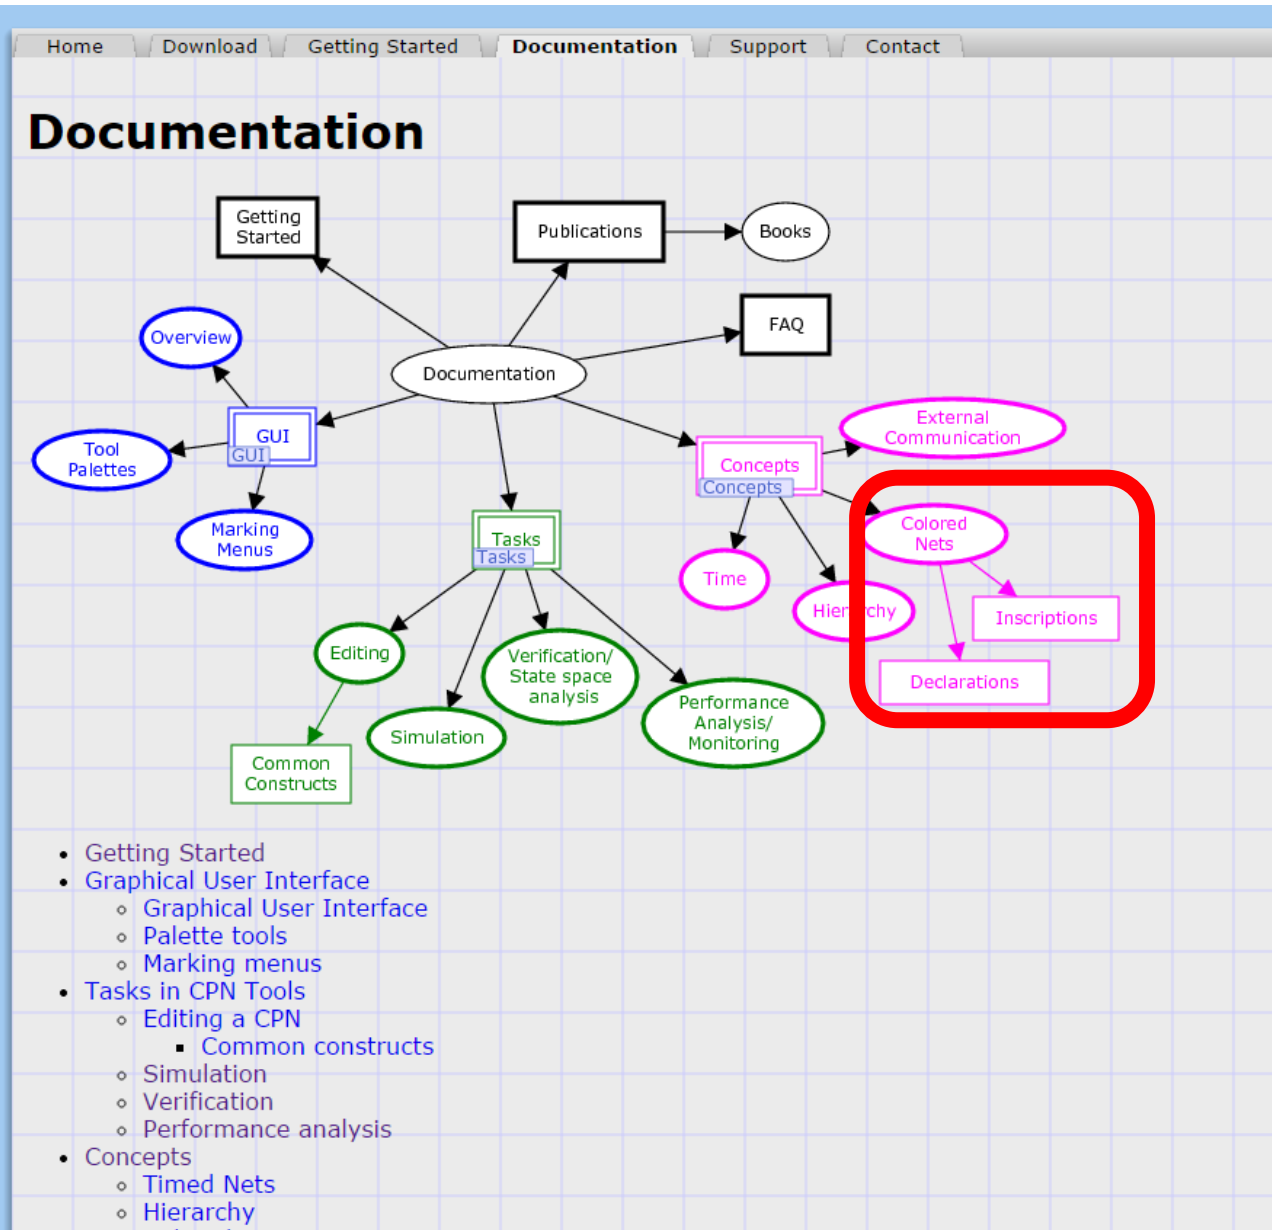 Home
Download
Getting Started
Documentation
Support
Contact
Documentation
Getting
Started
Publications
Books
FAQ
Overview
Documentation
GUI
GUI
Tool
Palettes
Marking
Menus
External
Communication
Concepts
Concepts
Colored
Nets
Tasks
Tasks
Time
Hierarchy
Inscriptions
Declarations
Editing
Verification/
State space
analysis
Simulation
Performance
Analysis/
Monitoring
Common
Constructs
Getting Started
Graphical User Interface
Graphical User Interface
Palette tools
Marking menus
Tasks in CPN Tools
Editing a CPN
Common constructs
Simulation
Verification
Performance analysis
Concepts
Timed Nets
Hierarchy